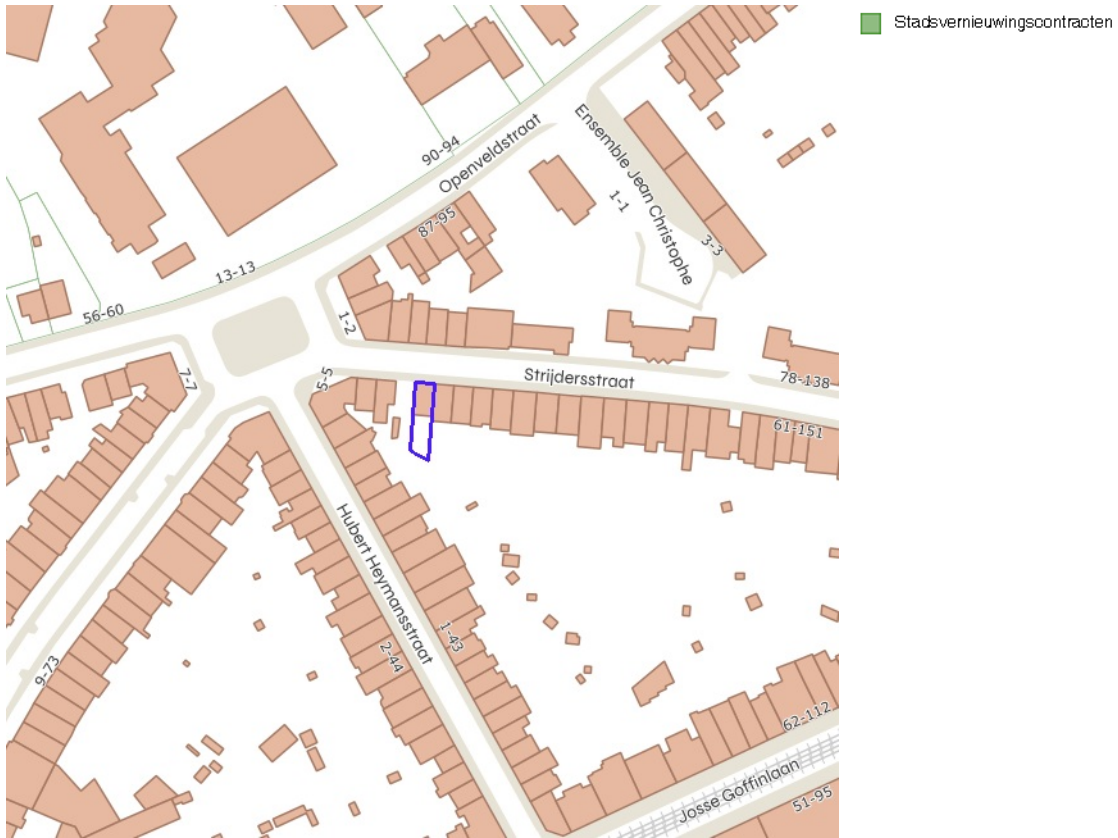 Stadsvernieuwingscontracten
Ensemble Jean Christophe
90-94
Openveldstraat
1-1
87-95
3-3
13-13
56-60
1-2
7-7
5-5
Strijdersstraat
78-138
61-151
Hubert Heymansstraat
1-43
2-44
9-73
62-112
Josse Goffinlaan
51-95